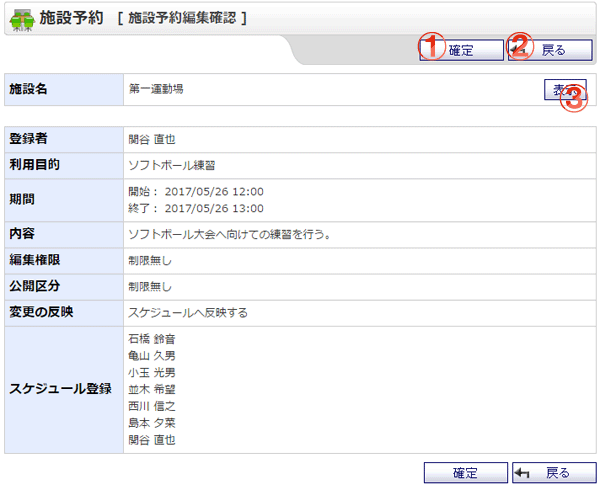 施設予約 [ 施設予約編集確認 ]
① 確定 ② 戻る
施設名 第一運動場 表示 ③
登録者 関谷 直也
利用目的 ソフトボール練習
期間 開始： 2017/05/26 12:00
終了： 2017/05/26 13:00
内容 ソフトボール大会へ向けての練習を行う。
編集権限 制限無し
公開区分 制限無し
変更の反映 スケジュールへ反映する
スケジュール登録
石橋 鈴音
亀山 久男
小玉 光男
並木 希望
西川 信之
島本 夕菜
関谷 直也
確定 戻る